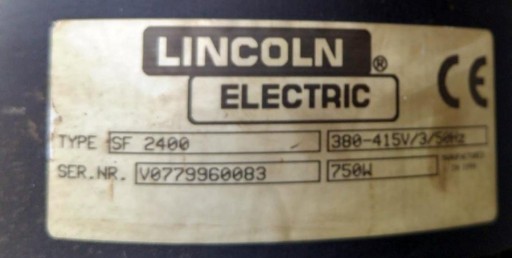 LINCOLN ®
ELECTRIC
CE
TYPE SF 2400 380-415V/3/50Hz
SER.NR. V0779960083 750W